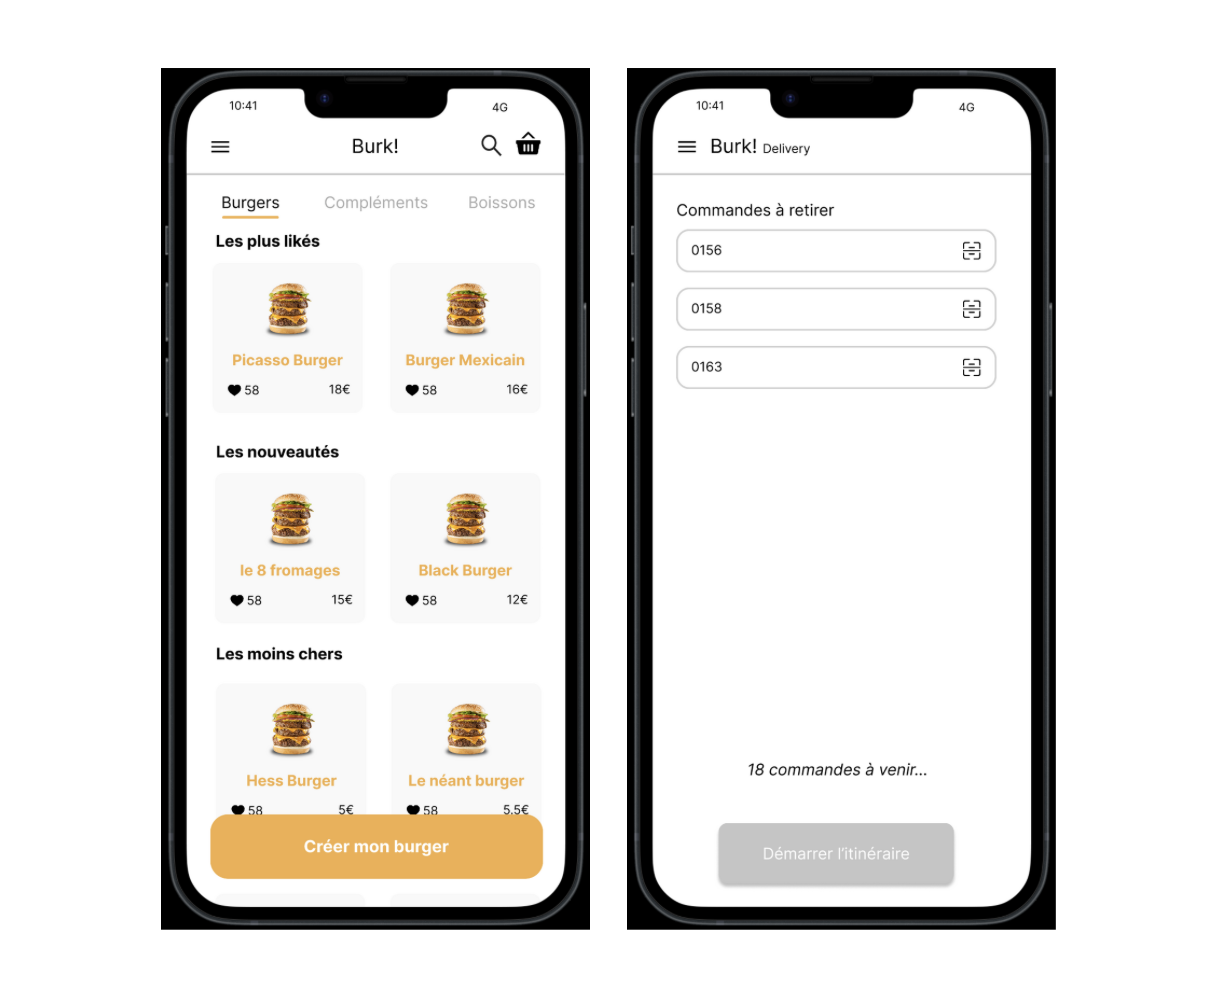 10:41
4G
Burk!
Burgers Compléments Boissons
Les plus likés
Picasso Burger Burger Mexicain
58 18€ 58 16€
Les nouveautés
le 8 fromages Black Burger
58 15€ 58 12€
Les moins chers
Hess Burger Le néant burger
58 5€ 58 5.5€
Créer mon burger
10:41
4G
Burk! Delivery
Commandes à retirer
0156
0158
0163
18 commandes à venir...
Démarrer l'itinéraire